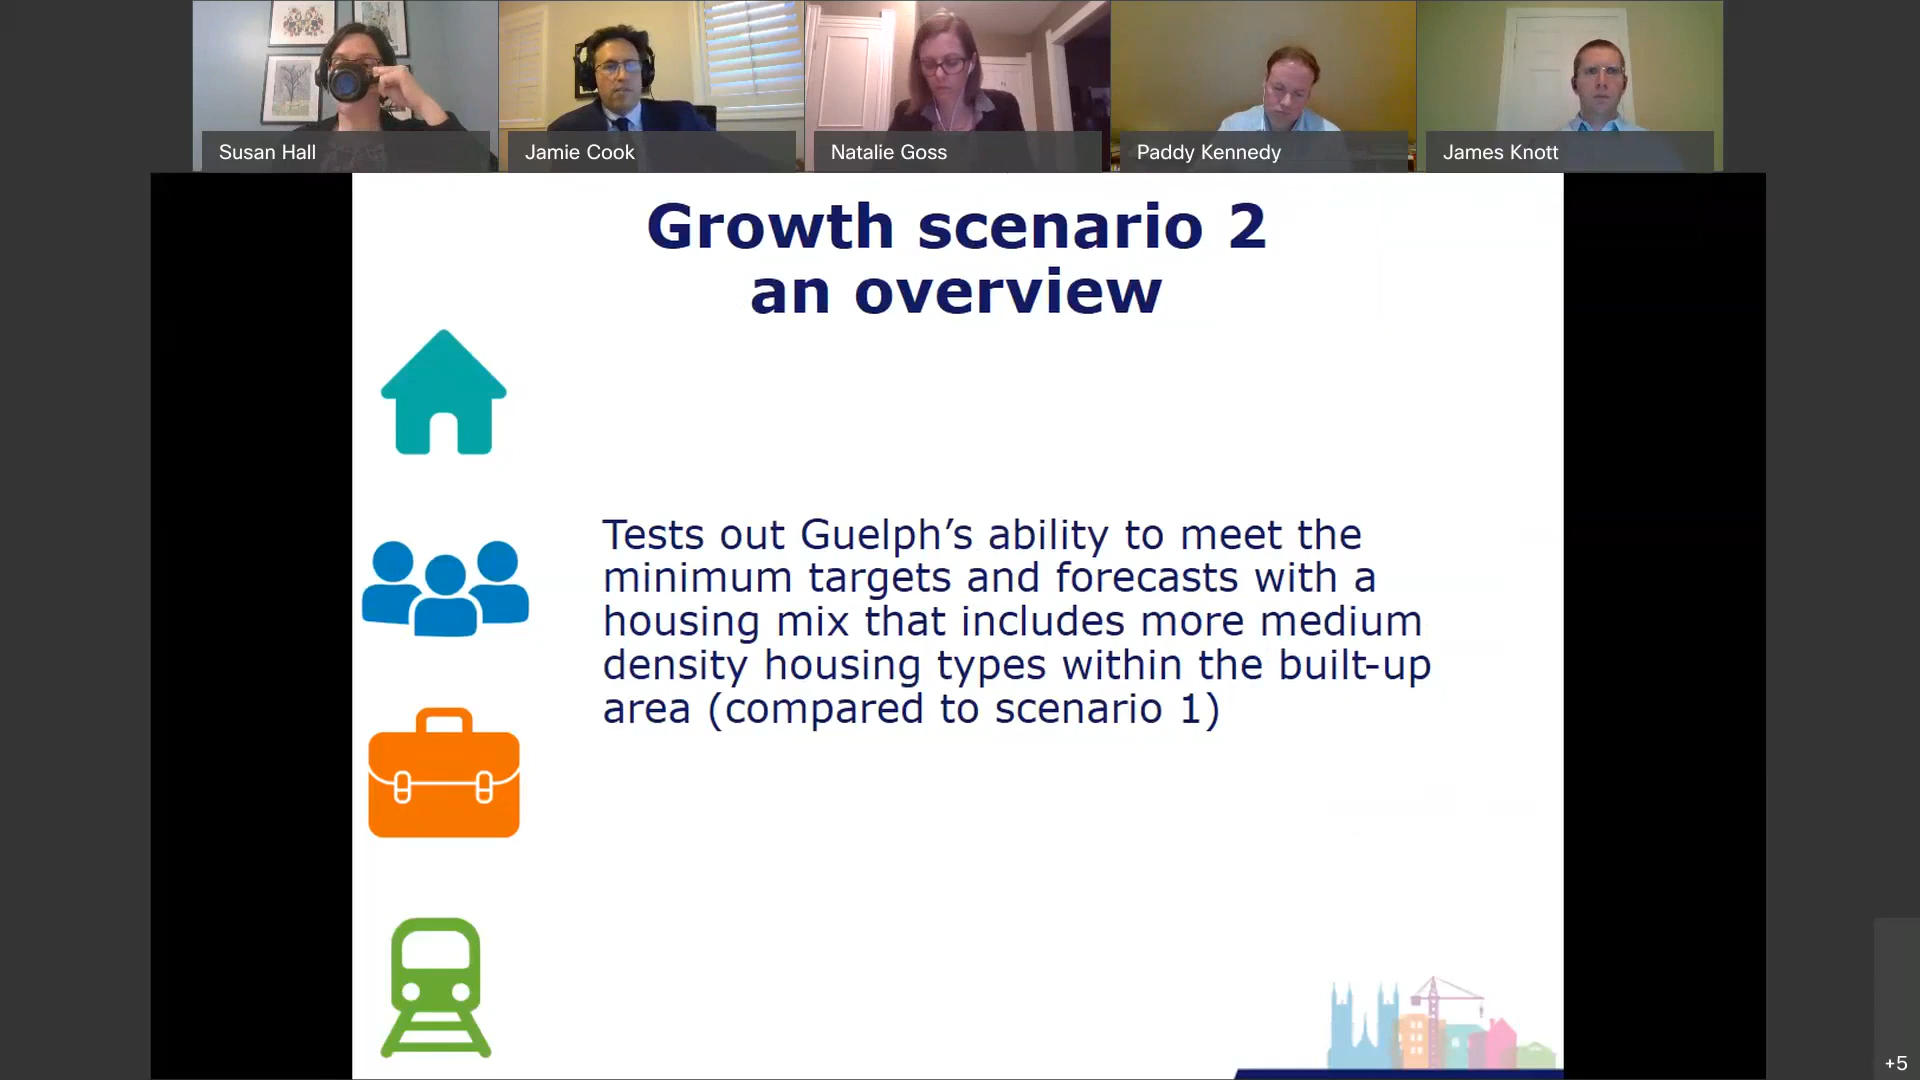 Susan Hall
Jamie Cook
Natalie Goss
Paddy Kennedy
James Knott
Growth scenario 2
an overview
Tests out Guelph’s ability to meet the
minimum targets and forecasts with a
housing mix that includes more medium
density housing types within the built-up
area (compared to scenario 1)
+5